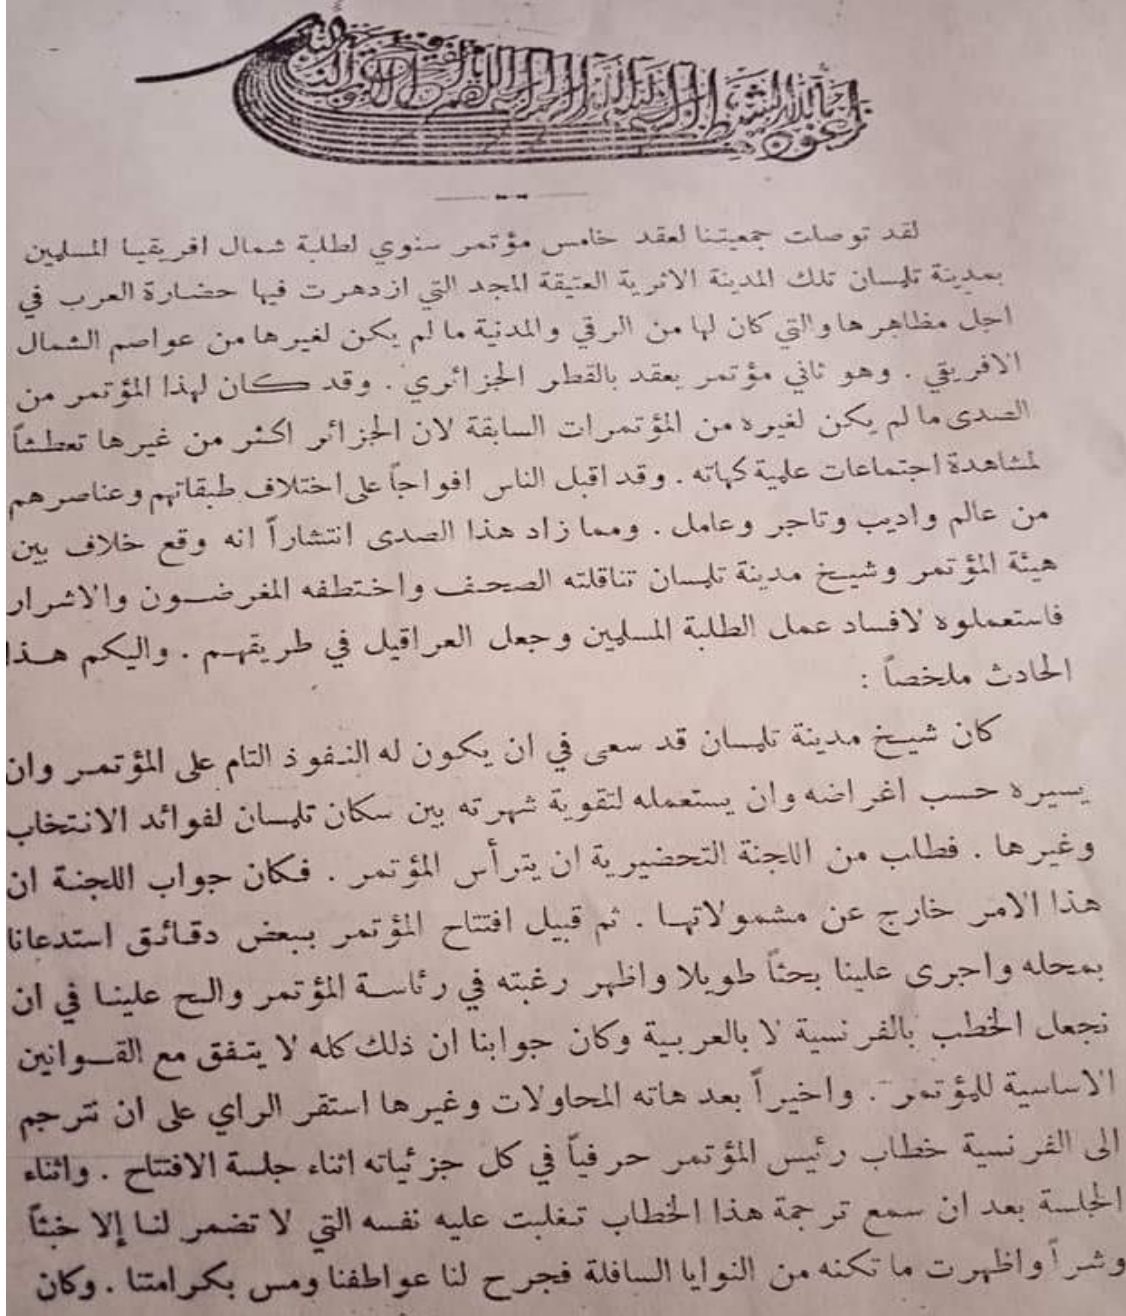 لقد توصلت جمعيتنا لعقد خامس مؤتمر سنوي لطلبة شمال افريقيا المسلمين
بمدينة تلمسان تلك المدينة الاثرية العتيقة المجد التي ازدهرت فيها حضارة العرب في
اجل مظاهرها والتي كان لها من الرقي والمدنية ما لم يكن لغيرها من عواصم الشمال
الافريقي . وهو ثاني مؤتمر يعقد بالقطر الجزائري . وقد كان لهذا المؤتمر من
الصدى ما لم يكن لغيره من المؤتمرات السابقة لان الجزائر اكثر من غيرها تعطشاً
لمشاهدة اجتماعات علمية كهاته . وقد اقبل الناس افواجاً على اختلاف طبقاتهم وعناصرهم
من عالم واديب وتاجر وعامل . ومما زاد هذا الصدى انتشاراً انه وقع خلاف بين
هيئة المؤتمر وشيخ مدينة تلمسان تناقلته الصحف واختطفه المغرضون والاشرار
فاستعملوه لافساد عمل الطلبة المسلمين وجعل العراقيل في طريقهم . واليكم هذا
الحادث ملخصاً :
كان شيخ مدينة تلمسان قد سعى في ان يكون له النفوذ التام على المؤتمر وان
يسيره حسب اغراضه وان يستعمله لتقوية شهرته بين سكان تلمسان لفوائد الانتخاب
وغيرها . فطلب من اللجنة التحضيرية ان يترأس المؤتمر . فكان جواب اللجنة ان
هذا الامر خارج عن مشمولاتها . ثم قبيل افتتاح المؤتمر ببعض دقائق استدعانا
بمحله واجرى علينا بحثاً طويلا واظهر رغبته في رئاسة المؤتمر والح علينا في ان
نجعل الخطب بالفرنسية لا بالعربية وكان جوابنا ان ذلك كله لا يتفق مع القوانين
الاساسية للمؤتمر . واخيراً بعد هاته المحاولات وغيرها استقر الراي على ان نترجم
الى الفرنسية خطاب رئيس المؤتمر حرفياً في كل جزئياته اثناء جلسة الافتتاح . واثناء
الجلسة بعد ان سمع ترجمة هذا الخطاب تغلبت عليه نفسه التي لا تضمر لنا إلا خبثاً
وشراً واظهرت ما تكنه من النوايا السافلة فجرح لنا عواطفنا ومس بكرامتنا . وكان